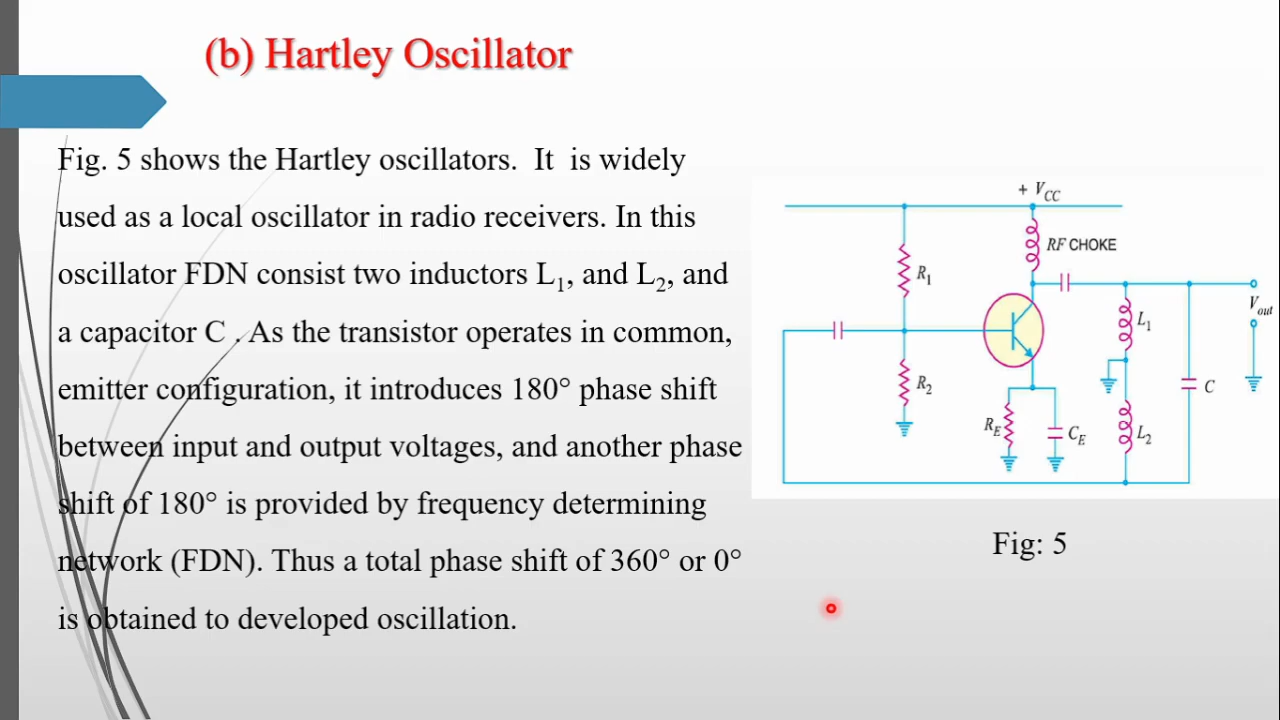 (b) Hartley Oscillator
Fig. 5 shows the Hartley oscillators. It is widely
used as a local oscillator in radio receivers. In this
oscillator FDN consist two inductors L₁, and L₂, and
a capacitor C . As the transistor operates in common,
emitter configuration, it introduces 180° phase shift
between input and output voltages, and another phase
shift of 180° is provided by frequency determining
network (FDN). Thus a total phase shift of 360° or 0°
is obtained to developed oscillation.
+ V_CC
RF CHOKE
R₁
V_out
L₁
R₂
C
R_E
C_E
L₂
Fig: 5